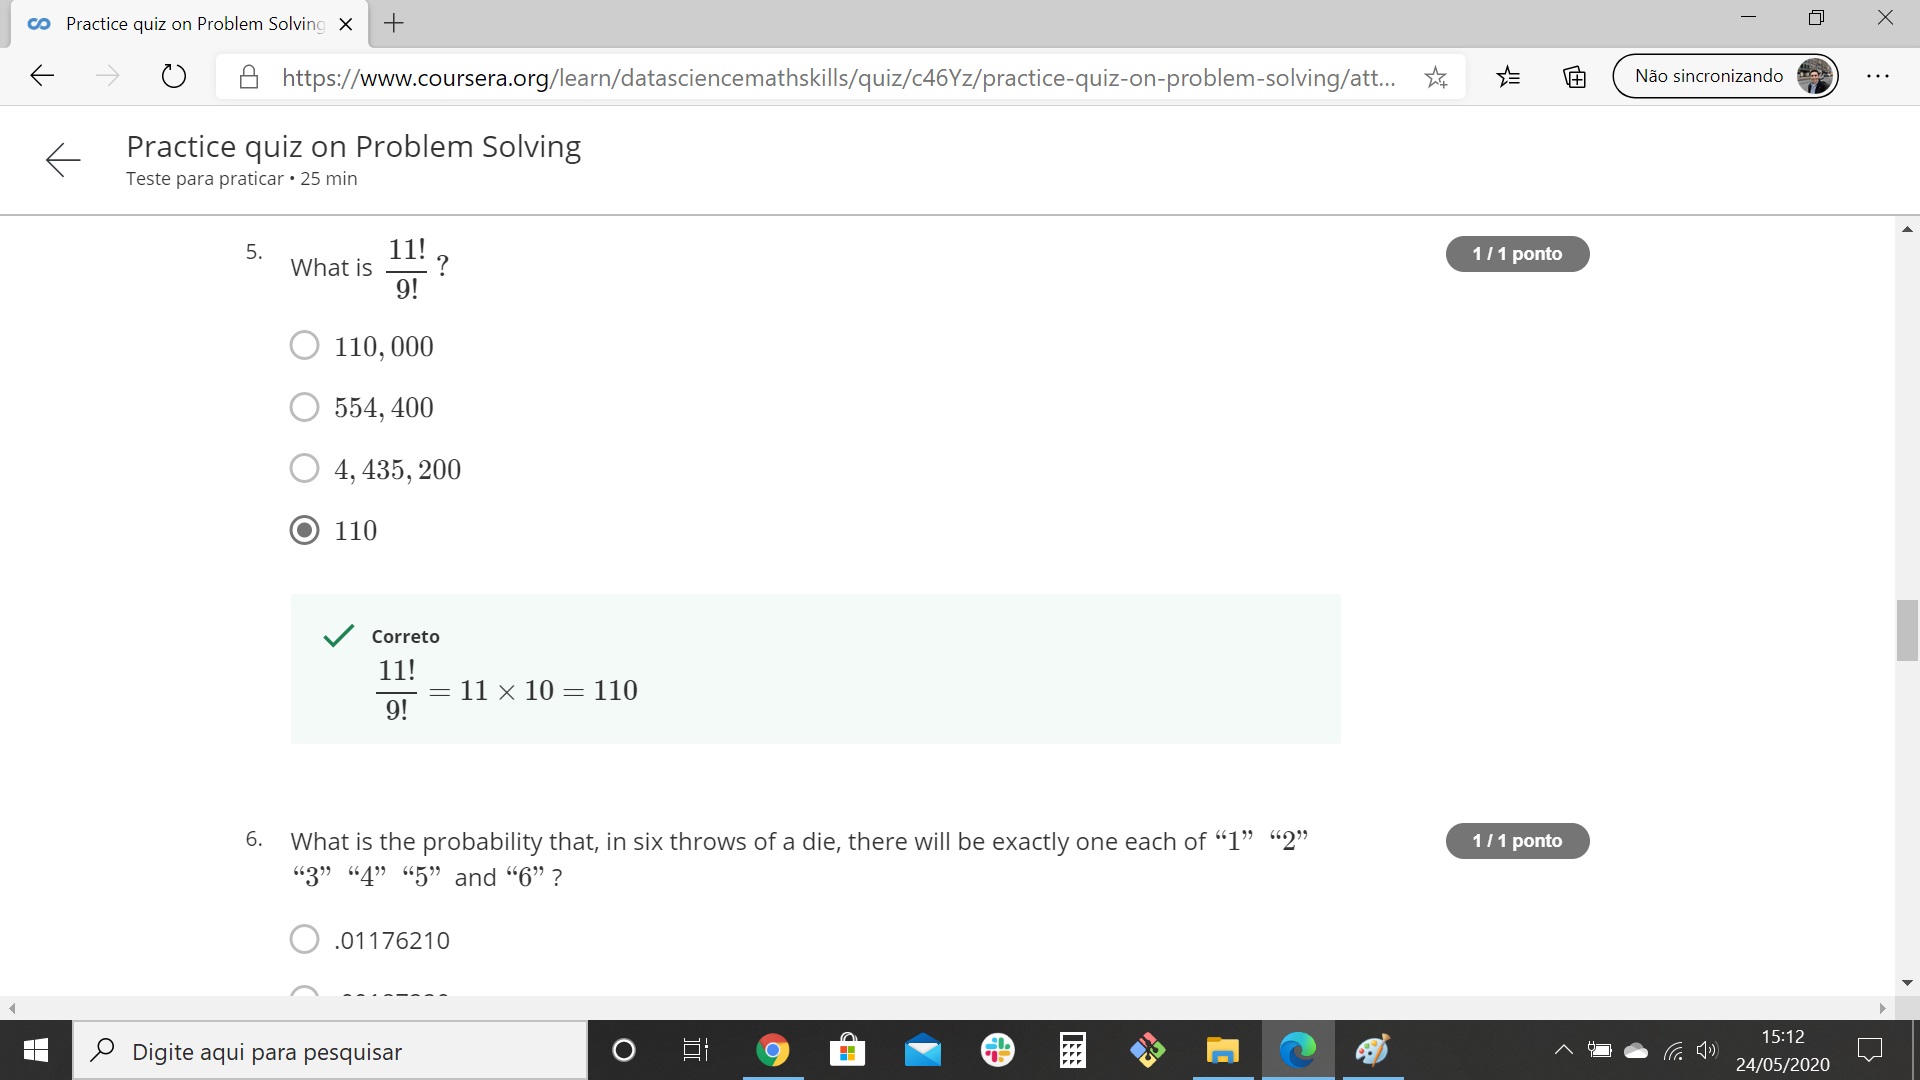 Practice quiz on Problem Solving
https://www.coursera.org/learn/datasciencemathskills/quiz/c46Yz/practice-quiz-on-problem-solving/att...
Não sincronizando
Practice quiz on Problem Solving
Teste para praticar • 25 min
5. What is 11!/9! ?
1 / 1 ponto
110,000
554,400
4,435,200
110
Correto
11!/9! = 11 × 10 = 110
6. What is the probability that, in six throws of a die, there will be exactly one each of “1” “2”
“3” “4” “5” and “6” ?
1 / 1 ponto
.01176210
Digite aqui para pesquisar
15:12
24/05/2020